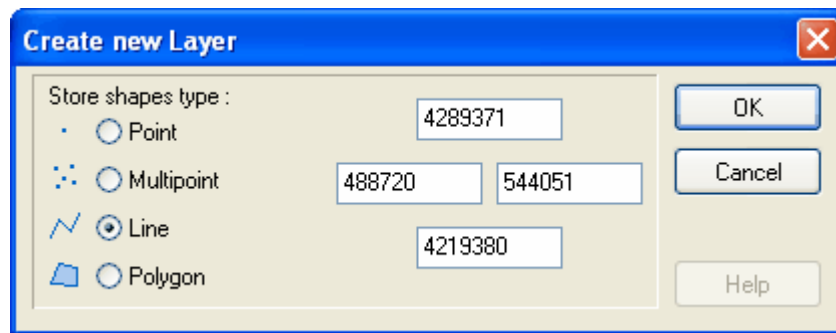 Create new Layer
Store shapes type :
Point
Multipoint
Line
Polygon
4289371
488720 544051
4219380
OK
Cancel
Help